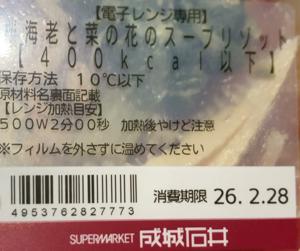 【電子レンジ専用】
海老と菜の花のスープリゾット
【400kcal以下】
保存方法 10℃以下
原材料名裏面記載
【レンジ加熱目安】
500W2分00秒 加熱後やけど注意
※フィルムを外さずに温めてください
消費期限 26.2.28
4953762827773
SUPERMARKET 成城石井